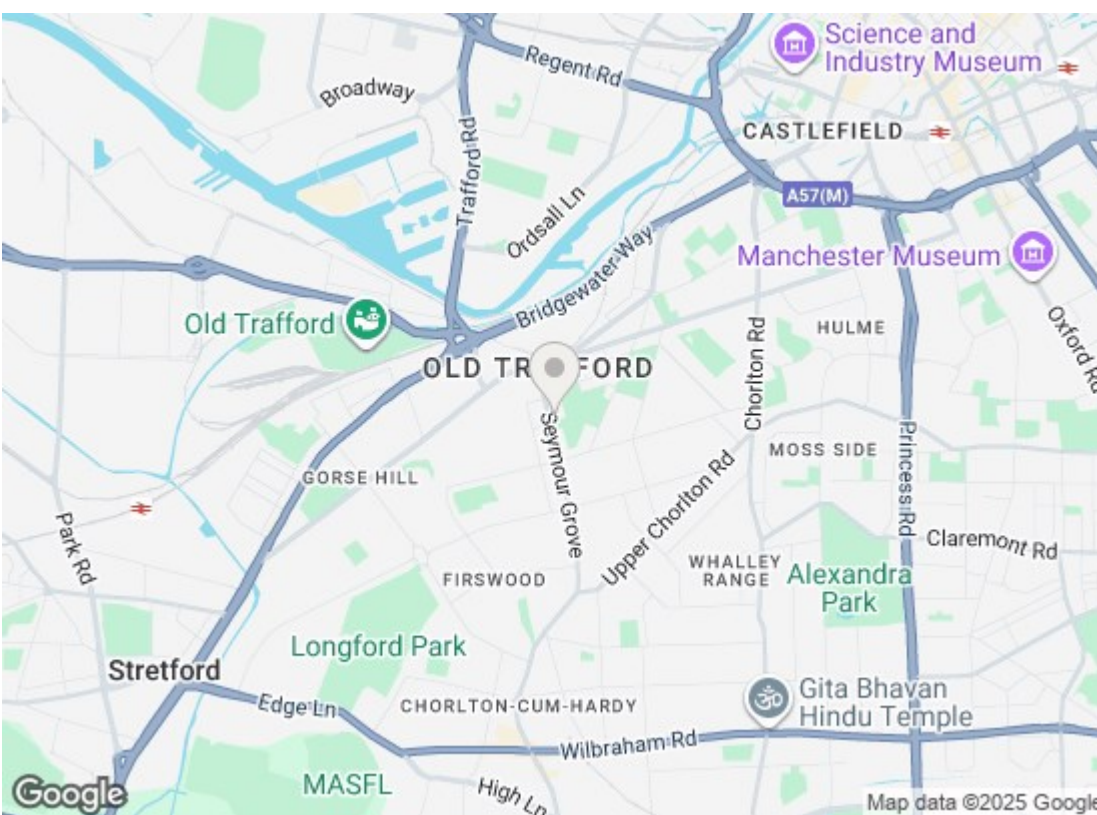 Science and
Industry Museum
Regent Rd
Broadway
CASTLEFIELD
Trafford Rd
A57(M)
Ordsall Ln
Bridgewater Way
Manchester Museum
Old Trafford
Chorlton Rd
HULME
Oxford Rd
OLD TR FORD
Seymour Grove
Princess Rd
MOSS SIDE
GORSE HILL
Upper Chorlton Rd
Park Rd
Claremont Rd
WHALLEY
RANGE
FIRSWOOD
Alexandra
Park
Longford Park
Stretford
Gita Bhavan
Hindu Temple
Edge Ln
CHORLTON-CUM-HARDY
Wilbraham Rd
MASFL
High Ln
Google
Map data ©2025 Google